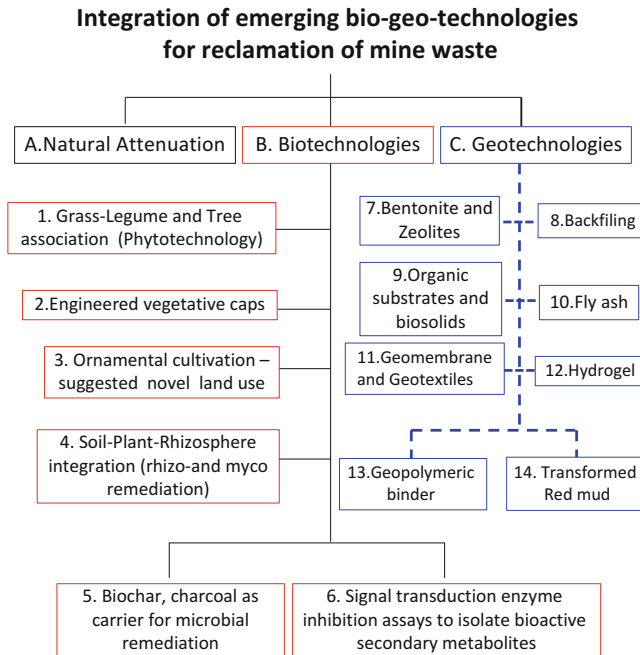 Integration of emerging bio-geo-technologies
for reclamation of mine waste
A.Natural Attenuation
B. Biotechnologies
C. Geotechnologies
1. Grass-Legume and Tree
association (Phytotechnology)
2.Engineered vegetative caps
3. Ornamental cultivation –
suggested novel land use
4. Soil-Plant-Rhizosphere
integration (rhizo-and myco
remediation)
5. Biochar, charcoal as
carrier for microbial
remediation
6. Signal transduction enzyme
inhibition assays to isolate bioactive
secondary metabolites
7.Bentonite and
Zeolites
8.Backfiling
9.Organic
substrates and
biosolids
10.Fly ash
11.Geomembrane
and Geotextiles
12.Hydrogel
13.Geopolymeric
binder
14. Transformed
Red mud